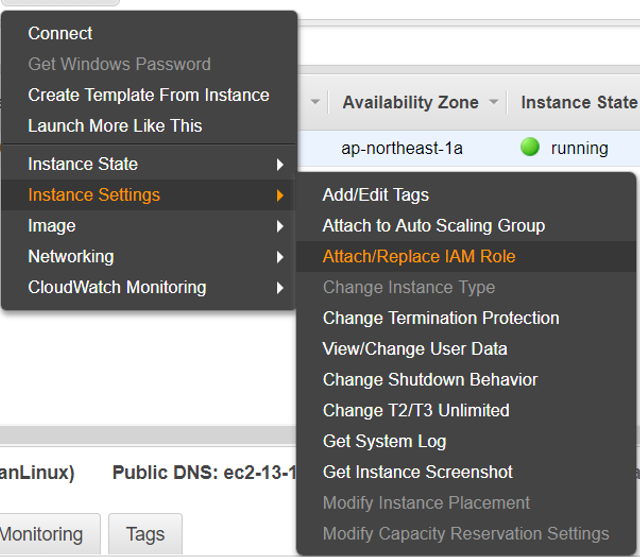 Connect
Get Windows Password
Create Template From Instance
Launch More Like This
Instance State
Instance Settings
Image
Networking
CloudWatch Monitoring
Availability Zone
Instance State
ap-northeast-1a
running
Add/Edit Tags
Attach to Auto Scaling Group
Attach/Replace IAM Role
Change Instance Type
Change Termination Protection
View/Change User Data
Change Shutdown Behavior
Change T2/T3 Unlimited
Get System Log
Get Instance Screenshot
Modify Instance Placement
Modify Capacity Reservation Settings
anLinux)
Public DNS: ec2-13-1
Monitoring
Tags